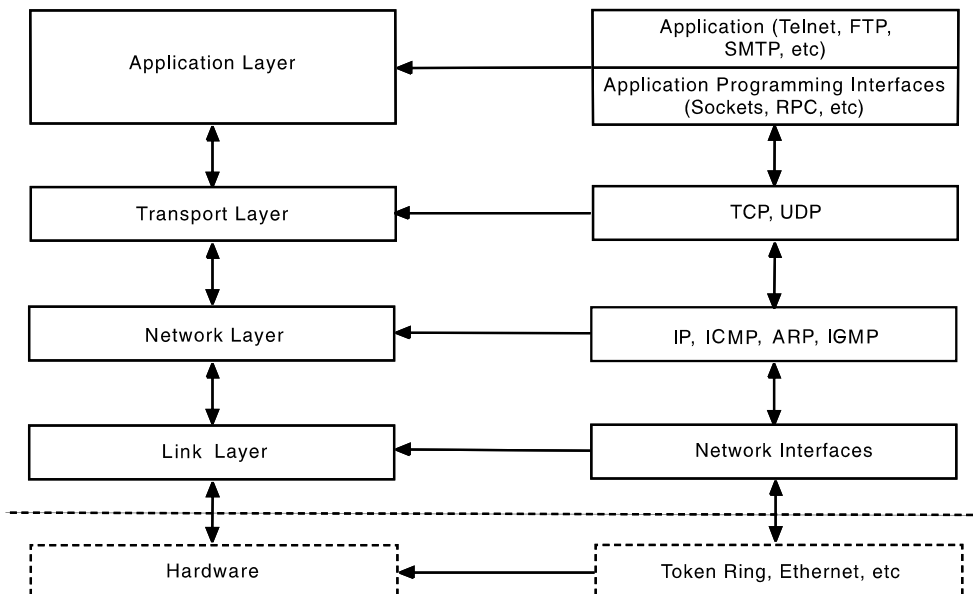 Application Layer
Application (Telnet, FTP,
SMTP, etc)
Application Programming Interfaces
(Sockets, RPC, etc)
Transport Layer
TCP, UDP
Network Layer
IP, ICMP, ARP, IGMP
Link Layer
Network Interfaces
Hardware
Token Ring, Ethernet, etc